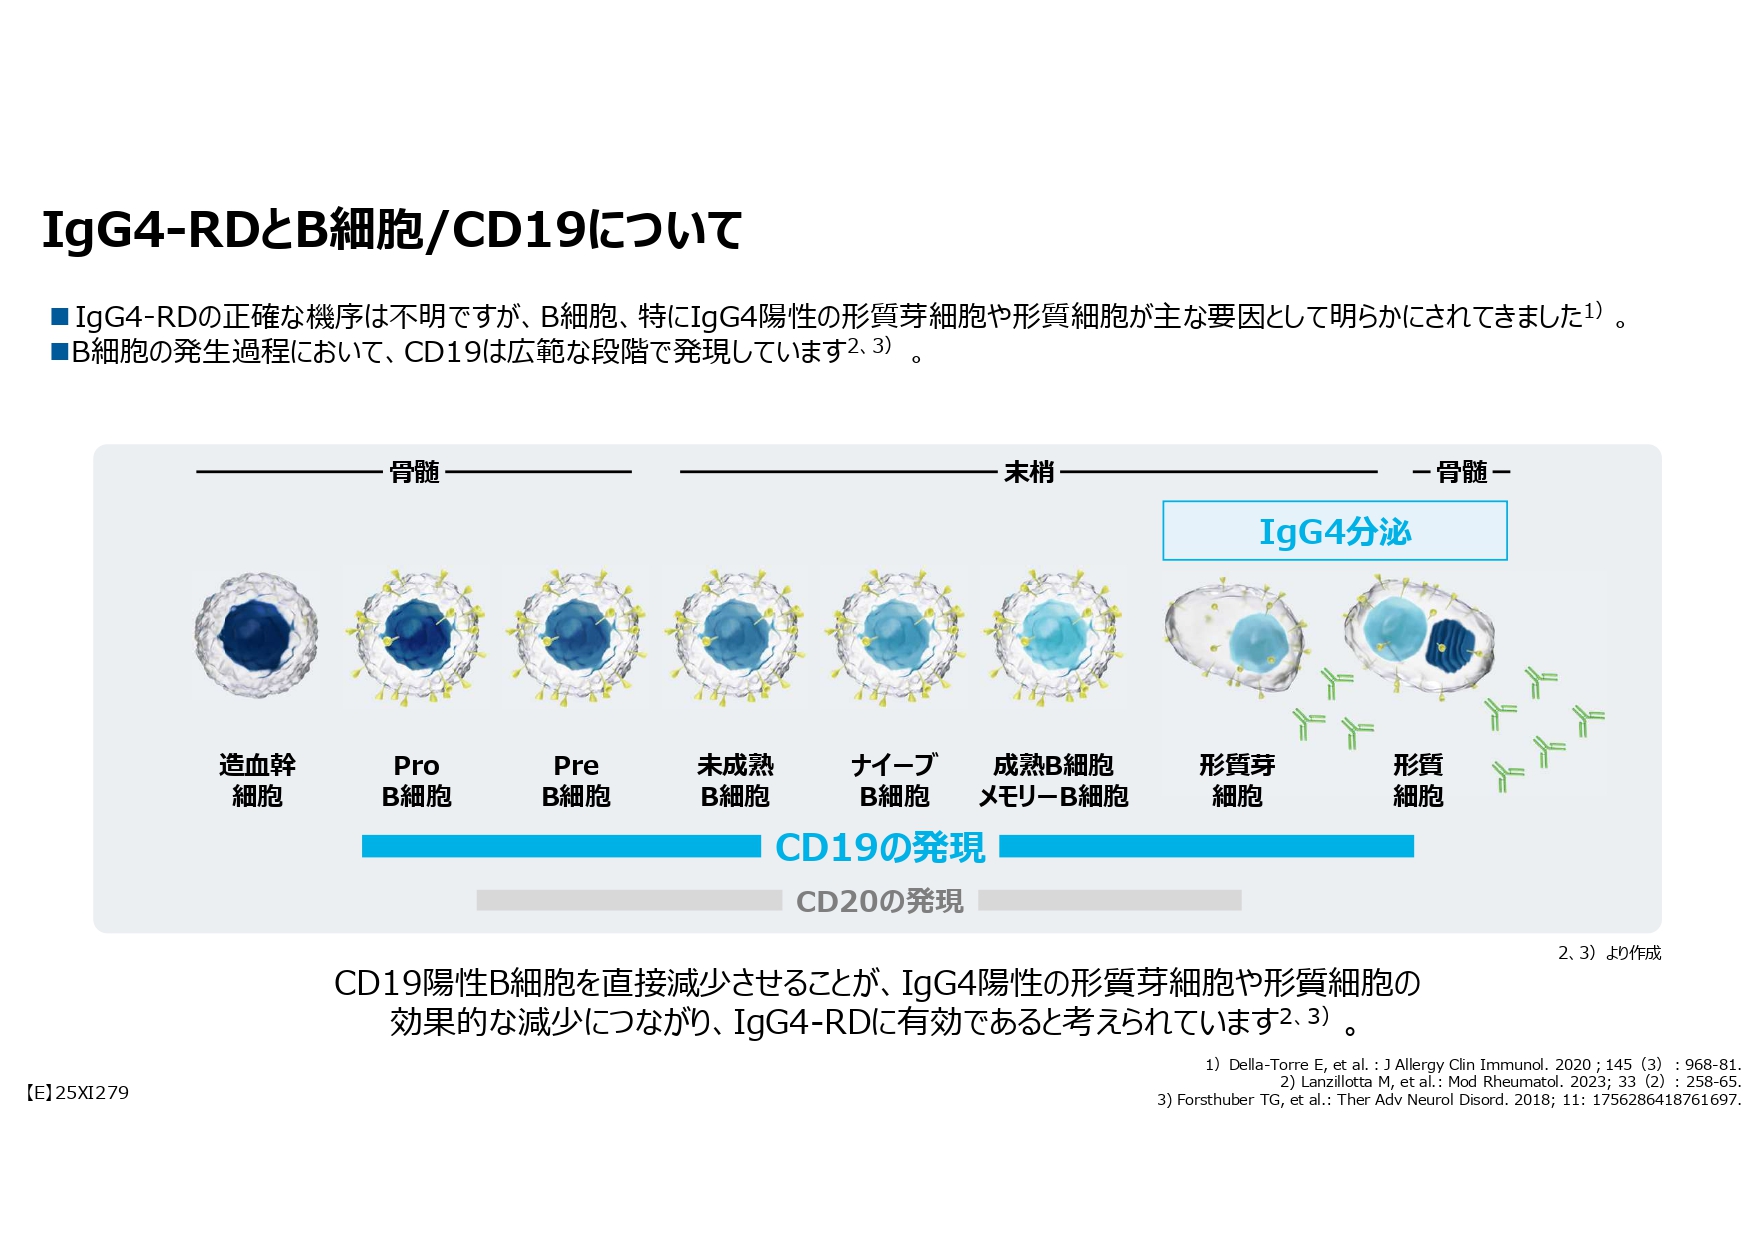 IgG4-RDとB細胞/CD19について
■IgG4-RDの正確な機序は不明ですが、B細胞、特にIgG4陽性の形質芽細胞や形質細胞が主な要因として明らかにされてきました1）。
■B細胞の発生過程において、CD19は広範な段階で発現しています2、3）。
骨髄 末梢 骨髄
IgG4分泌
造血幹細胞
Pro B細胞
Pre B細胞
未成熟B細胞
ナイーブB細胞
成熟B細胞
メモリーB細胞
形質芽細胞
形質細胞
CD19の発現
CD20の発現
2、3）より作成
CD19陽性B細胞を直接減少させることが、IgG4陽性の形質芽細胞や形質細胞の
効果的な減少につながり、IgG4-RDに有効であると考えられています2、3）。
1）Della-Torre E, et al. : J Allergy Clin Immunol. 2020 ; 145（3）: 968-81.
2) Lanzillotta M, et al.: Mod Rheumatol. 2023; 33（2）: 258-65.
3) Forsthuber TG, et al.: Ther Adv Neurol Disord. 2018; 11: 1756286418761697.
【E】25XI279